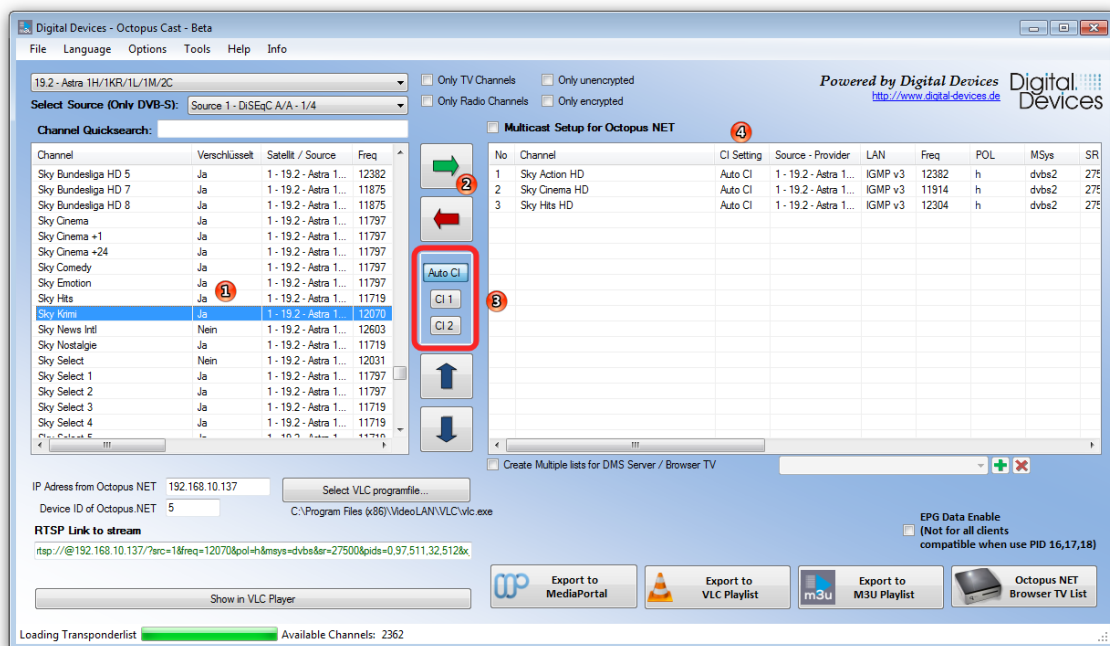 Digital Devices - Octopus Cast - Beta
File Language Options Tools Help Info
19.2 - Astra 1H/1KR/1L/1M/2C
Only TV Channels
Only unencrypted
Select Source (Only DVB-S): Source 1 - DiSEqC A/A - 1/4
Only Radio Channels
Only encrypted
Powered by Digital Devices
http://www.digital-devices.de
Digital.
Devices
Channel Quicksearch:
Multicast Setup for Octopus NET
4
Channel Verschlüsselt Satellit / Source Freq
Sky Bundesliga HD 5 Ja 1 - 19.2 - Astra 1... 12382
Sky Bundesliga HD 7 Ja 1 - 19.2 - Astra 1... 11875
Sky Bundesliga HD 8 Ja 1 - 19.2 - Astra 1... 11875
Sky Cinema Ja 1 - 19.2 - Astra 1... 11797
Sky Cinema +1 Ja 1 - 19.2 - Astra 1... 11797
Sky Cinema +24 Ja 1 - 19.2 - Astra 1... 11797
Sky Comedy Ja 1 - 19.2 - Astra 1... 11797
Sky Emotion Ja 1 - 19.2 - Astra 1... 11797
Sky Hits Ja 1 - 19.2 - Astra 1... 11719
Sky Krimi Ja 1 - 19.2 - Astra 1... 12070
Sky News Intl Nein 1 - 19.2 - Astra 1... 12603
Sky Nostalgie Ja 1 - 19.2 - Astra 1... 11719
Sky Select Nein 1 - 19.2 - Astra 1... 12031
Sky Select 1 Ja 1 - 19.2 - Astra 1... 11797
Sky Select 2 Ja 1 - 19.2 - Astra 1... 11797
Sky Select 3 Ja 1 - 19.2 - Astra 1... 11719
Sky Select 4 Ja 1 - 19.2 - Astra 1... 11719
Sky Select 5 Ja 1 - 19.2 - Astra 1... 11719
1
2
Auto CI
CI 1
CI 2
3
No Channel CI Setting Source - Provider LAN Freq POL MSys SR
1 Sky Action HD Auto CI 1 - 19.2 - Astra 1... IGMP v3 12382 h dvbs2 275
2 Sky Cinema HD Auto CI 1 - 19.2 - Astra 1... IGMP v3 11914 h dvbs2 275
3 Sky Hits HD Auto CI 1 - 19.2 - Astra 1... IGMP v3 12304 h dvbs2 275
Create Multiple lists for DMS Server / Browser TV
IP Adress from Octopus NET 192.168.10.137
Select VLC programfile...
Device ID of Octopus.NET 5
C:\Program Files (x86)\VideoLAN\VLC\vlc.exe
RTSP Link to stream
rtsp://@192.168.10.137/?src=1&freq=12070&pol=h&msys=dvbs&sr=27500&pids=0,97,511,32,512&x_
Show in VLC Player
EPG Data Enable
(Not for all clients
compatible when use PID 16,17,18)
Export to
MediaPortal
Export to
VLC Playlist
m3u
Export to
M3U Playlist
Octopus NET
Browser TV List
Loading Transponderlist
Available Channels: 2362